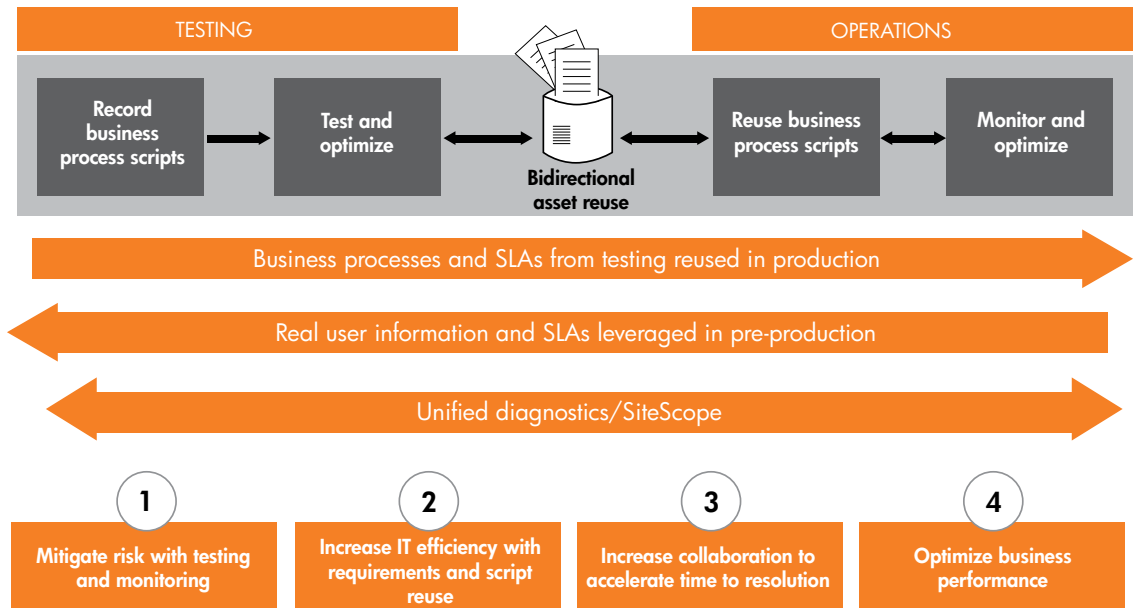 TESTING
OPERATIONS
Record
business
process scripts
Test and
optimize
Bidirectional
asset reuse
Reuse business
process scripts
Monitor and
optimize
Business processes and SLAs from testing reused in production
Real user information and SLAs leveraged in pre-production
Unified diagnostics/SiteScope
1
Mitigate risk with testing
and monitoring
2
Increase IT efficiency with
requirements and script
reuse
3
Increase collaboration to
accelerate time to resolution
4
Optimize business
performance